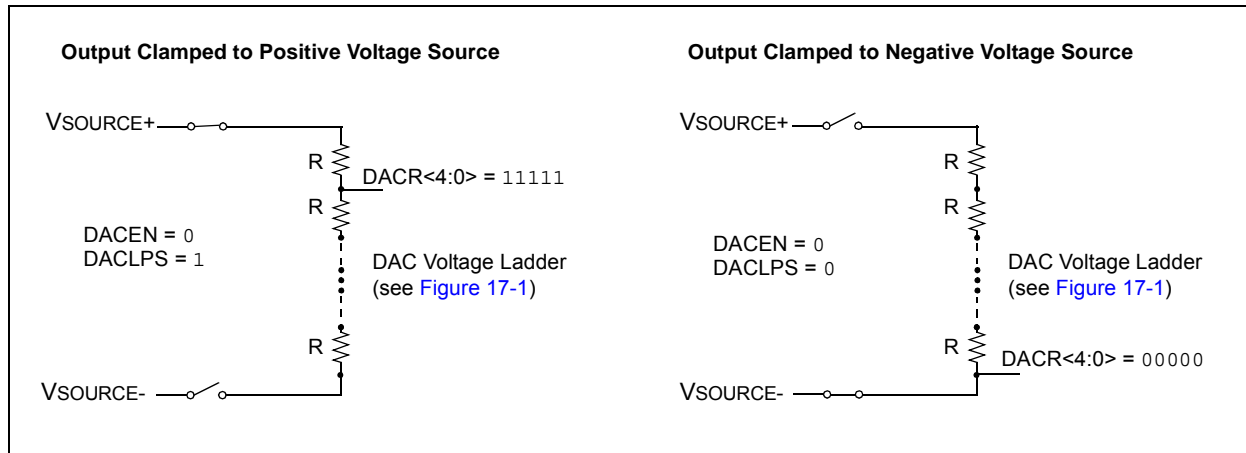 Output Clamped to Positive Voltage Source
VSOURCE+
R
DACR<4:0> = 11111
R
DACEN = 0
DACLPS = 1
DAC Voltage Ladder
(see Figure 17-1)
R
VSOURCE-
Output Clamped to Negative Voltage Source
VSOURCE+
R
R
DACEN = 0
DACLPS = 0
DAC Voltage Ladder
(see Figure 17-1)
R
DACR<4:0> = 00000
VSOURCE-